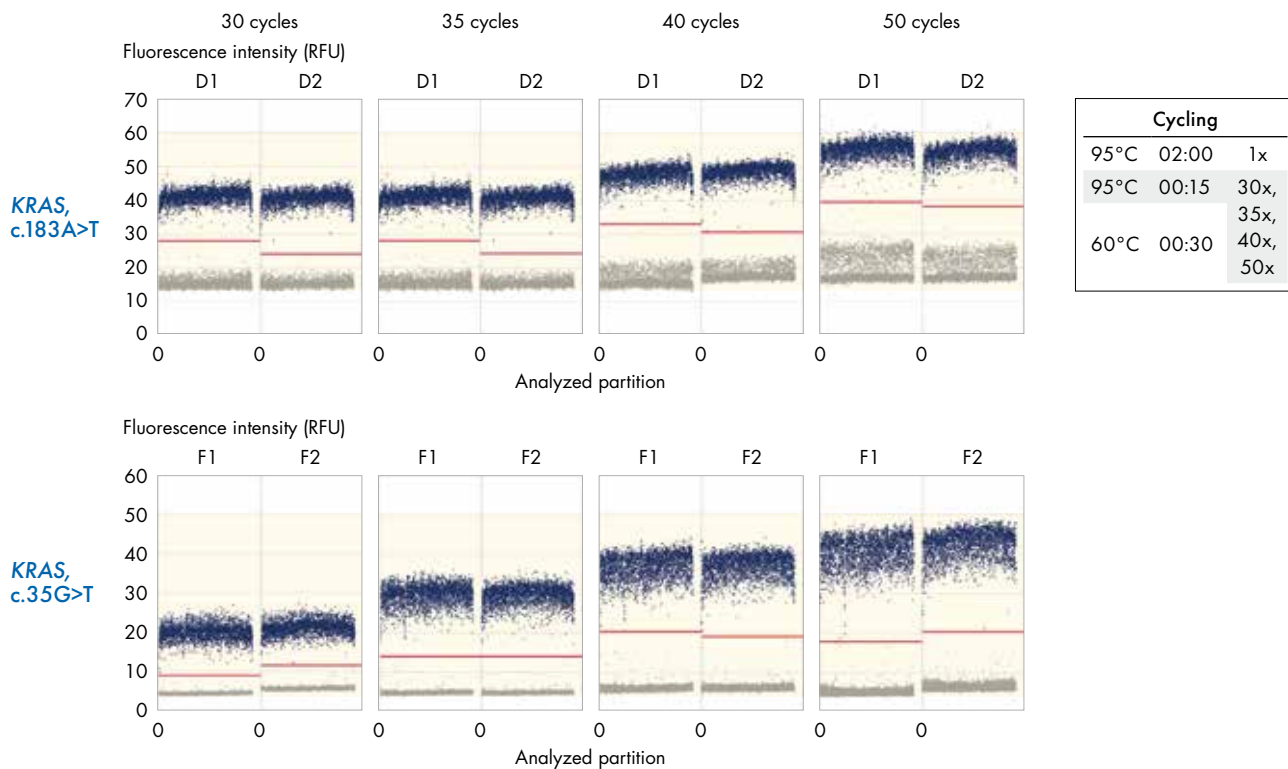 30 cycles 35 cycles 40 cycles 50 cycles
Fluorescence intensity (RFU)
D1 D2 D1 D2 D1 D2 D1 D2
70
60
50
40
30
20
10
0
KRAS,
c.183A>T
0 0 0 0 0 0 0 0
Analyzed partition
Cycling
95°C 02:00 1x
95°C 00:15 30x,
35x,
60°C 00:30 40x,
50x
Fluorescence intensity (RFU)
F1 F2 F1 F2 F1 F2 F1 F2
60
50
40
30
20
10
0
KRAS,
c.35G>T
0 0 0 0 0 0 0 0
Analyzed partition